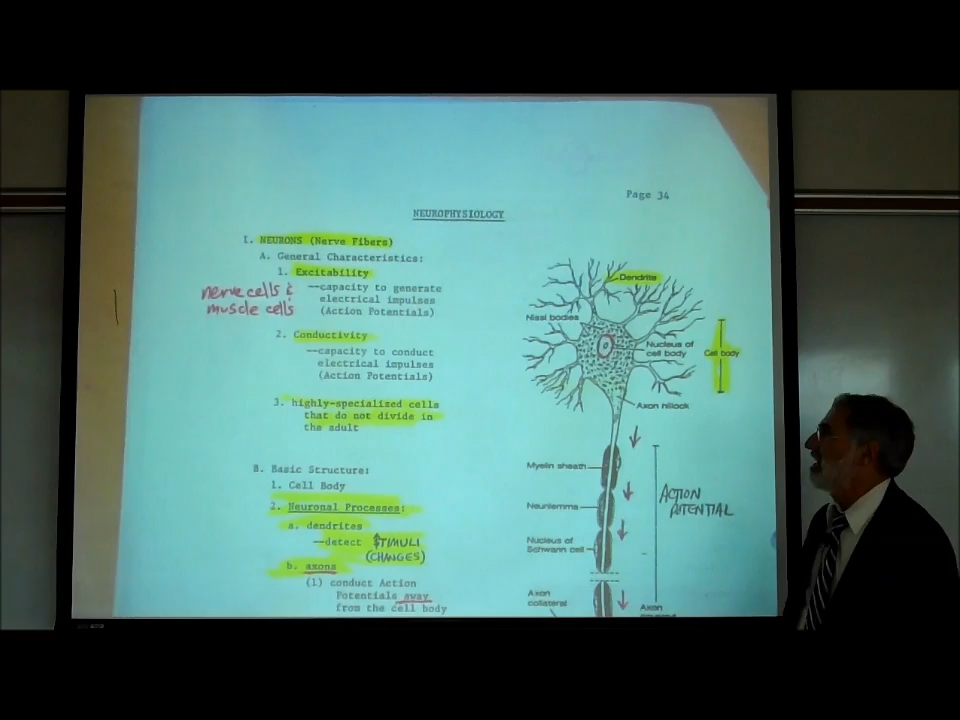 Page 34
NEUROPHYSIOLOGY
I. NEURONS (Nerve Fibers)
A. General Characteristics:
1. Excitability
--capacity to generate
electrical impulses
(Action Potentials)
nerve cells &
muscle cells
2. Conductivity
--capacity to conduct
electrical impulses
(Action Potentials)
3. highly-specialized cells
that do not divide in
the adult
B. Basic Structure:
1. Cell Body
2. Neuronal Processes:
a. dendrites
--detect STIMULI
(CHANGES)
b. axons
(1) conduct Action
Potentials away
from the cell body
Dendrite
Nissl bodies
Nucleus of
cell body
Cell body
Axon hillock
Myelin sheath
ACTION
POTENTIAL
Neurilemma
Nucleus of
Schwann cell
Axon
collateral
Axon